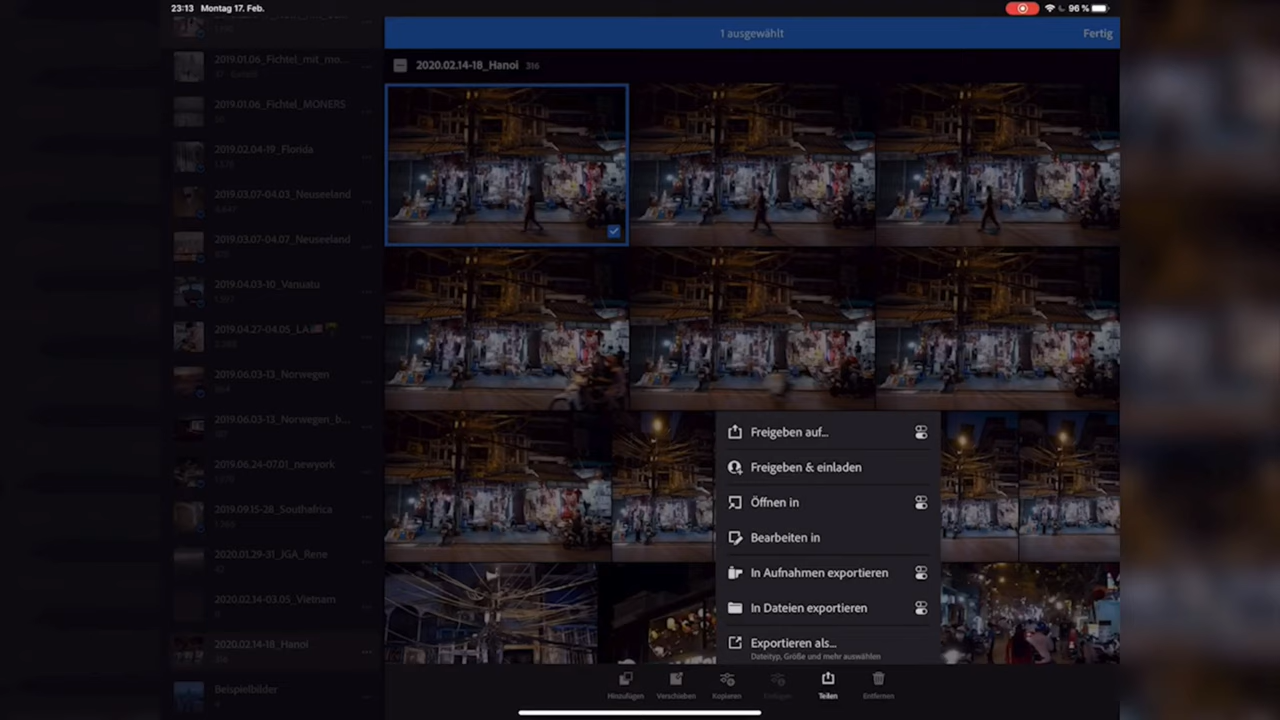 23:13 Montag 17. Feb.
96 %
1 ausgewählt
Fertig
2020.02.14-18_Hanoi 316
2019.01.06_Fichtel_mit_mo...
2019.01.06_Fichtel_MONERS
2019.02.04-19_Florida
2019.03.07-04.03_Neuseeland
2019.03.07-04.07_Neuseeland
2019.04.03-10_Vanuatu
2019.04.27-04.05_LA
2019.06.03-13_Norwegen
2019.06.03-13_Norwegen_b...
2019.06.24-07.01_newyork
2019.09.15-28_Southafrica
2020.01.29-31_JGA_Rene
2020.02.14-03.05_Vietnam
2020.02.14-18_Hanoi
316
Beispielbilder
Freigeben auf...
Freigeben & einladen
Öffnen in
Bearbeiten in
In Aufnahmen exportieren
In Dateien exportieren
Exportieren als...
Dateityp, Größe und mehr auswählen
Hinzufügen
Verschieben
Kopieren
Teilen
Entfernen